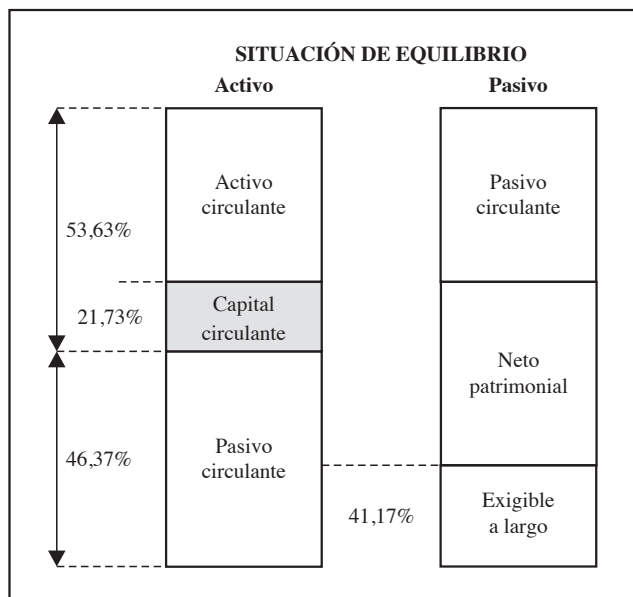 SITUACIÓN DE EQUILIBRIO
Activo
Pasivo
53,63%
Activo
circulante
Pasivo
circulante
21,73%
Capital
circulante
Neto
patrimonial
46,37%
Pasivo
circulante
41,17%
Exigible
a largo